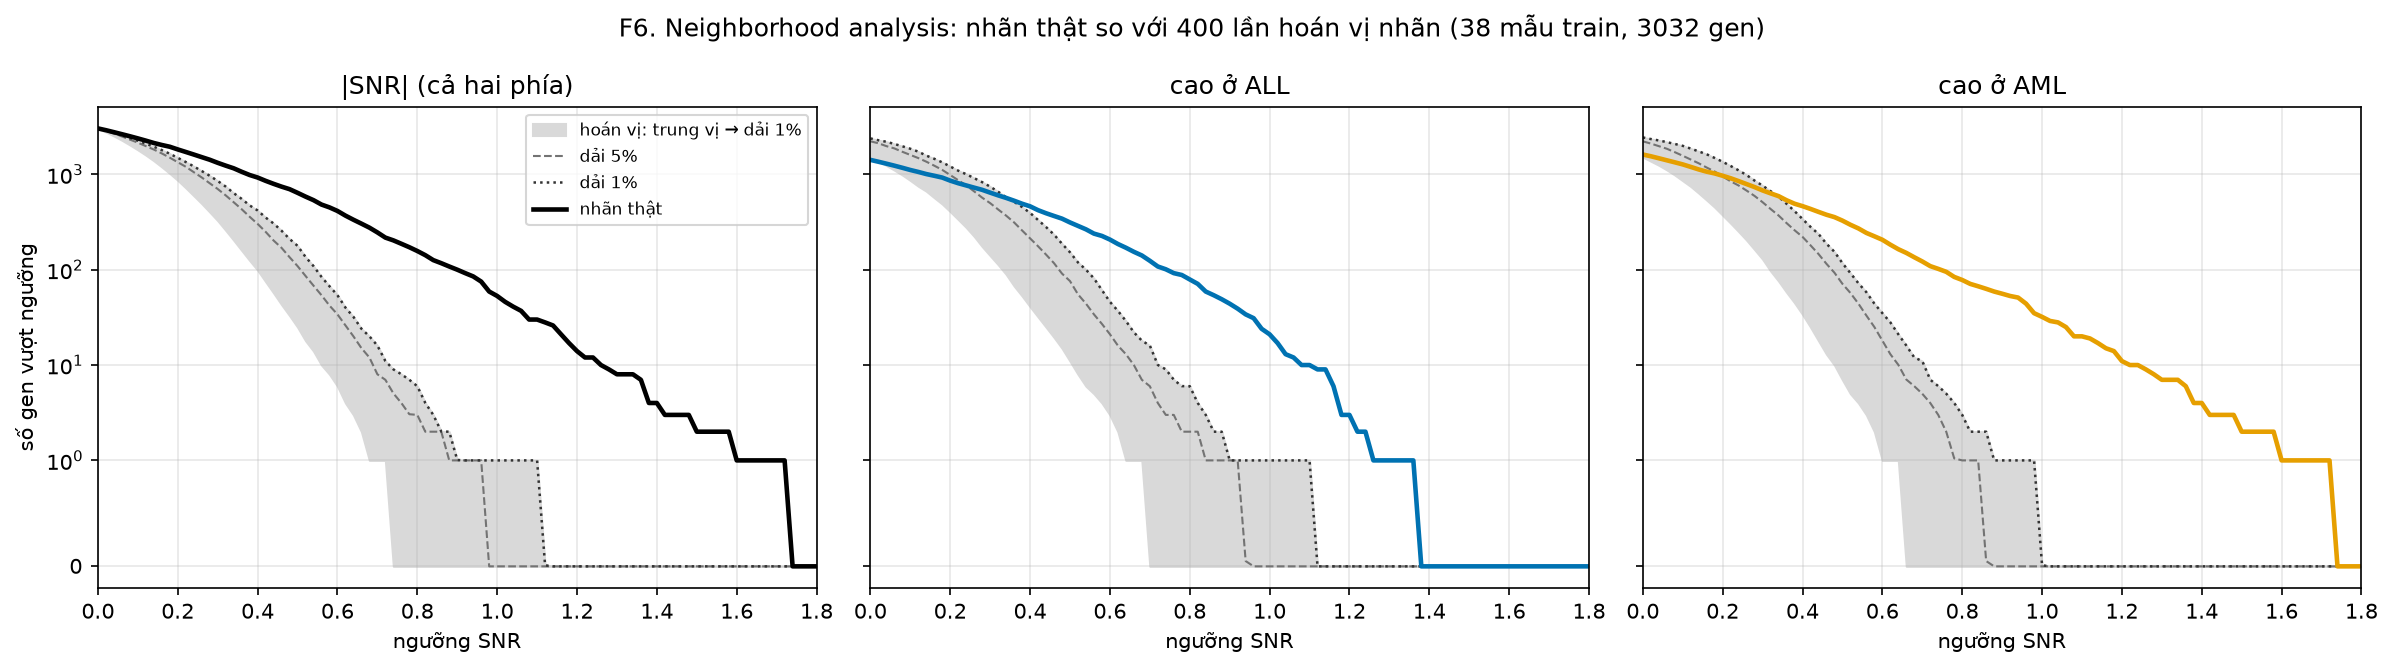 F6. Neighborhood analysis: nhãn thật so với 400 lần hoán vị nhãn (38 mẫu train, 3032 gen)
|SNR| (cả hai phía)
cao ở ALL
cao ở AML
hoán vị: trung vị → dải 1%
dải 5%
dải 1%
nhãn thật
số gen vượt ngưỡng
10³
10²
10¹
10⁰
0
0.0 0.2 0.4 0.6 0.8 1.0 1.2 1.4 1.6 1.8
0.0 0.2 0.4 0.6 0.8 1.0 1.2 1.4 1.6 1.8
0.0 0.2 0.4 0.6 0.8 1.0 1.2 1.4 1.6 1.8
ngưỡng SNR
ngưỡng SNR
ngưỡng SNR